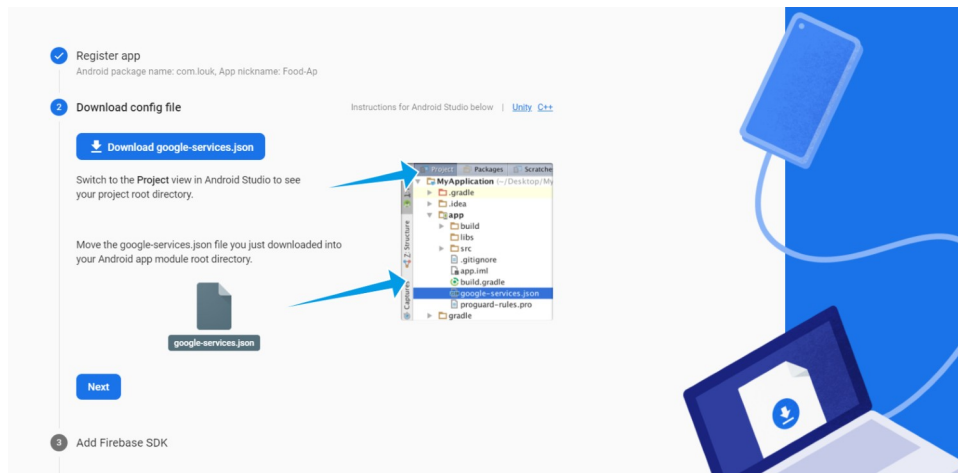 Register app
Android package name: com.louk, App nickname: Food-Ap
2 Download config file
Instructions for Android Studio below | Unity C++
Download google-services.json
Switch to the Project view in Android Studio to see
your project root directory.
Move the google-services.json file you just downloaded into
your Android app module root directory.
google-services.json
Project Packages Scratche
MyApplication (~/Desktop/My
.gradle
.idea
app
build
libs
src
.gitignore
app.iml
build.gradle
google-services.json
proguard-rules.pro
gradle
Z: Structure
Captures
Next
3 Add Firebase SDK